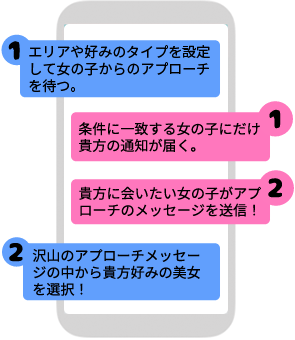 1
エリアや好みのタイプを設定
して女の子からのアプローチ
を待つ。
1
条件に一致する女の子にだけ
貴方の通知が届く。
2
貴方に会いたい女の子がアプ
ローチのメッセージを送信！
2
沢山のアプローチメッセー
ジの中から貴方好みの美女
を選択！